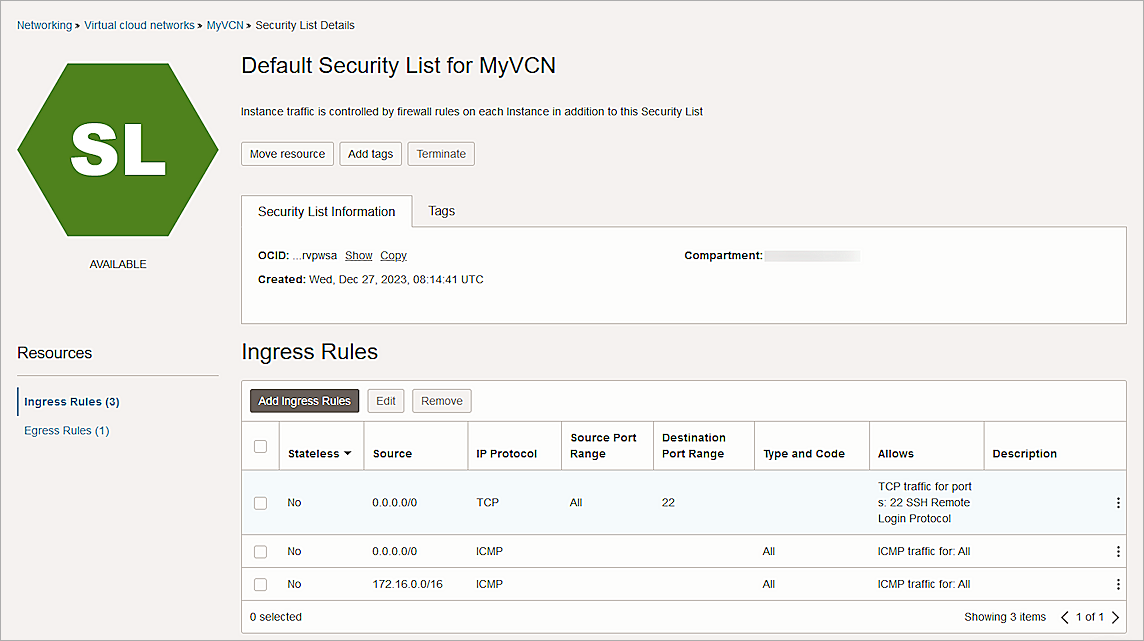 Networking » Virtual cloud networks » MyVCN » Security List Details
SL
AVAILABLE
Default Security List for MyVCN
Instance traffic is controlled by firewall rules on each Instance in addition to this Security List
Move resource Add tags Terminate
Security List Information Tags
OCID: ...rvpwsa Show Copy Compartment:
Created: Wed, Dec 27, 2023, 08:14:41 UTC
Resources
Ingress Rules (3)
Egress Rules (1)
Ingress Rules
Add Ingress Rules Edit Remove
Stateless Source IP Protocol Source Port Range Destination Port Range Type and Code Allows Description
No 0.0.0.0/0 TCP All 22 TCP traffic for port
s: 22 SSH Remote
Login Protocol
No 0.0.0.0/0 ICMP All ICMP traffic for: All
No 172.16.0.0/16 ICMP All ICMP traffic for: All
0 selected Showing 3 items 1 of 1